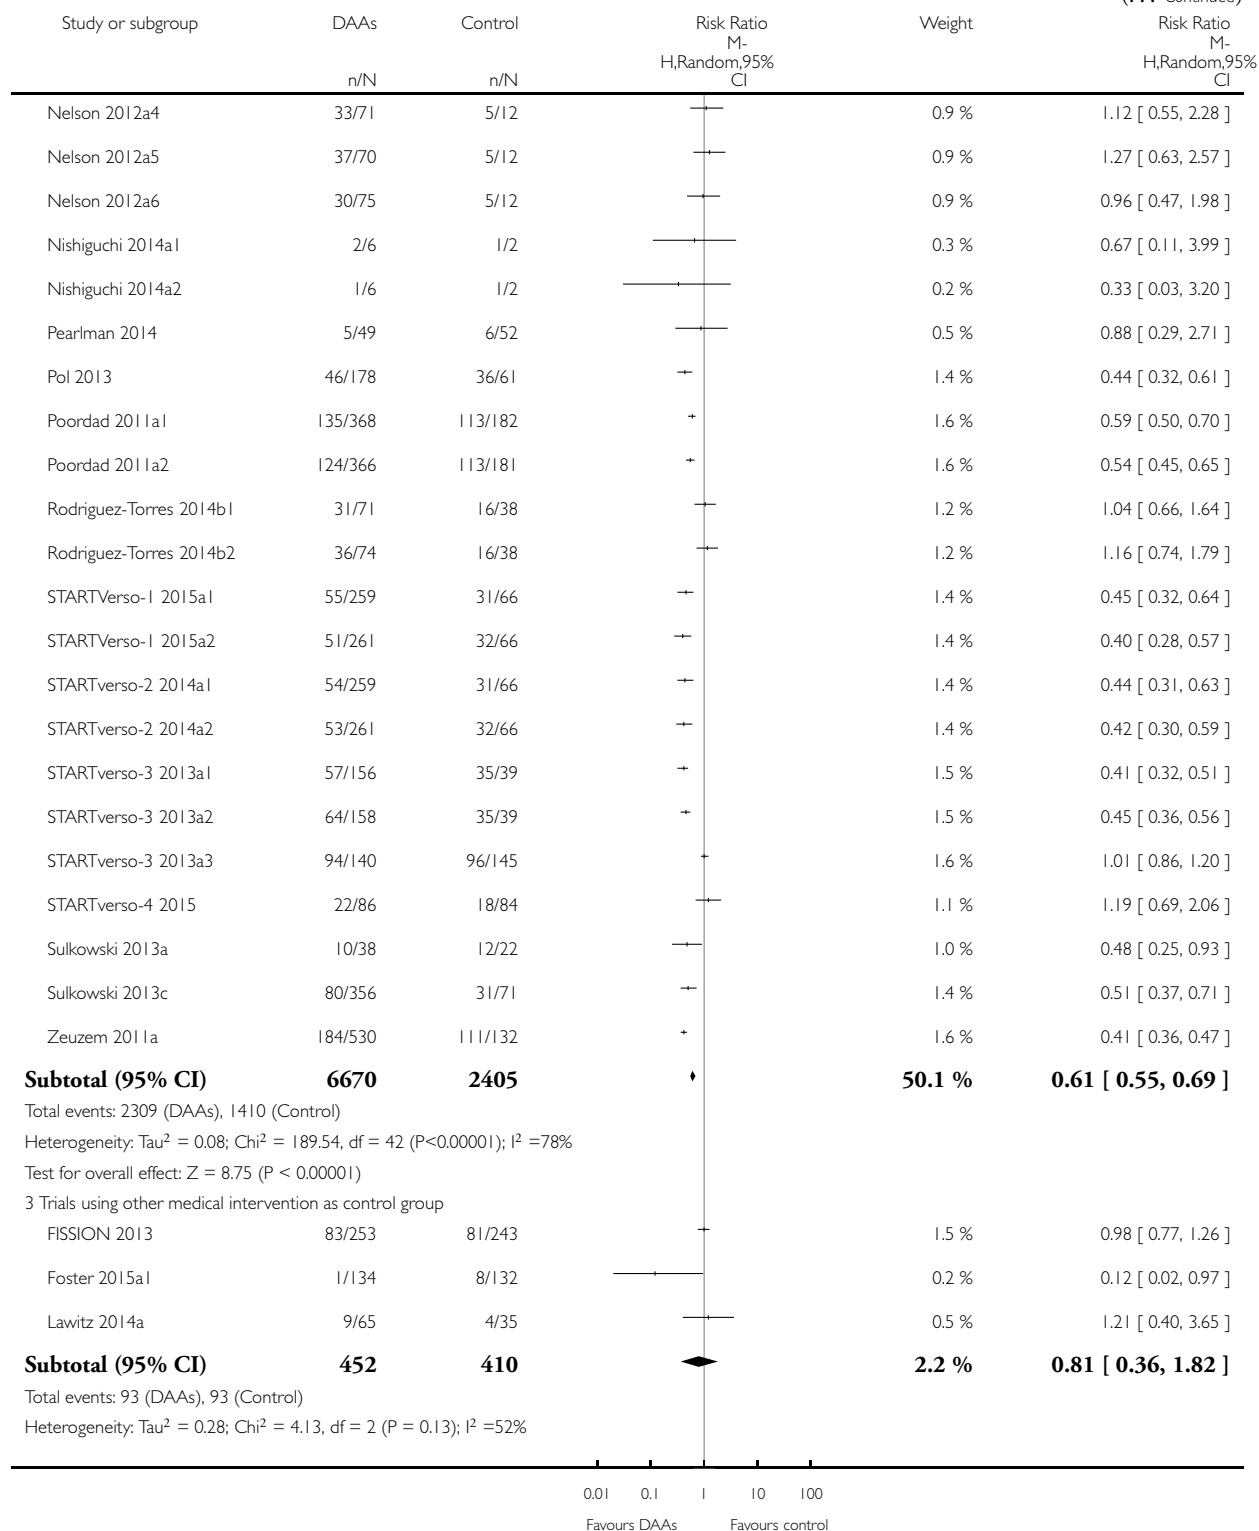 Continued)
Study or subgroup DAAs Control Risk Ratio Weight Risk Ratio
M- M-
H,Random,95% H,Random,95%
n/N n/N CI CI
Nelson 2012a4 33/71 5/12 0.9 % 1.12 [ 0.55, 2.28 ]
Nelson 2012a5 37/70 5/12 0.9 % 1.27 [ 0.63, 2.57 ]
Nelson 2012a6 30/75 5/12 0.9 % 0.96 [ 0.47, 1.98 ]
Nishiguchi 2014a1 2/6 1/2 0.3 % 0.67 [ 0.11, 3.99 ]
Nishiguchi 2014a2 1/6 1/2 0.2 % 0.33 [ 0.03, 3.20 ]
Pearlman 2014 5/49 6/52 0.5 % 0.88 [ 0.29, 2.71 ]
Pol 2013 46/178 36/61 1.4 % 0.44 [ 0.32, 0.61 ]
Poordad 2011a1 135/368 113/182 1.6 % 0.59 [ 0.50, 0.70 ]
Poordad 2011a2 124/366 113/181 1.6 % 0.54 [ 0.45, 0.65 ]
Rodriguez-Torres 2014b1 31/71 16/38 1.2 % 1.04 [ 0.66, 1.64 ]
Rodriguez-Torres 2014b2 36/74 16/38 1.2 % 1.16 [ 0.74, 1.79 ]
STARTVerso-1 2015a1 55/259 31/66 1.4 % 0.45 [ 0.32, 0.64 ]
STARTVerso-1 2015a2 51/261 32/66 1.4 % 0.40 [ 0.28, 0.57 ]
STARTverso-2 2014a1 54/259 31/66 1.4 % 0.44 [ 0.31, 0.63 ]
STARTverso-2 2014a2 53/261 32/66 1.4 % 0.42 [ 0.30, 0.59 ]
STARTverso-3 2013a1 57/156 35/39 1.5 % 0.41 [ 0.32, 0.51 ]
STARTverso-3 2013a2 64/158 35/39 1.5 % 0.45 [ 0.36, 0.56 ]
STARTverso-3 2013a3 94/140 96/145 1.6 % 1.01 [ 0.86, 1.20 ]
STARTverso-4 2015 22/86 18/84 1.1 % 1.19 [ 0.69, 2.06 ]
Sulkowski 2013a 10/38 12/22 1.0 % 0.48 [ 0.25, 0.93 ]
Sulkowski 2013c 80/356 31/71 1.4 % 0.51 [ 0.37, 0.71 ]
Zeuzem 2011a 184/530 111/132 1.6 % 0.41 [ 0.36, 0.47 ]
Subtotal (95% CI) 6670 2405 50.1 % 0.61 [ 0.55, 0.69 ]
Total events: 2309 (DAAs), 1410 (Control)
Heterogeneity: Tau² = 0.08; Chi² = 189.54, df = 42 (P<0.00001); I² =78%
Test for overall effect: Z = 8.75 (P < 0.00001)
3 Trials using other medical intervention as control group
FISSION 2013 83/253 81/243 1.5 % 0.98 [ 0.77, 1.26 ]
Foster 2015a1 1/134 8/132 0.2 % 0.12 [ 0.02, 0.97 ]
Lawitz 2014a 9/65 4/35 0.5 % 1.21 [ 0.40, 3.65 ]
Subtotal (95% CI) 452 410 2.2 % 0.81 [ 0.36, 1.82 ]
Total events: 93 (DAAs), 93 (Control)
Heterogeneity: Tau² = 0.28; Chi² = 4.13, df = 2 (P = 0.13); I² =52%
0.01 0.1 1 10 100
Favours DAAs Favours control